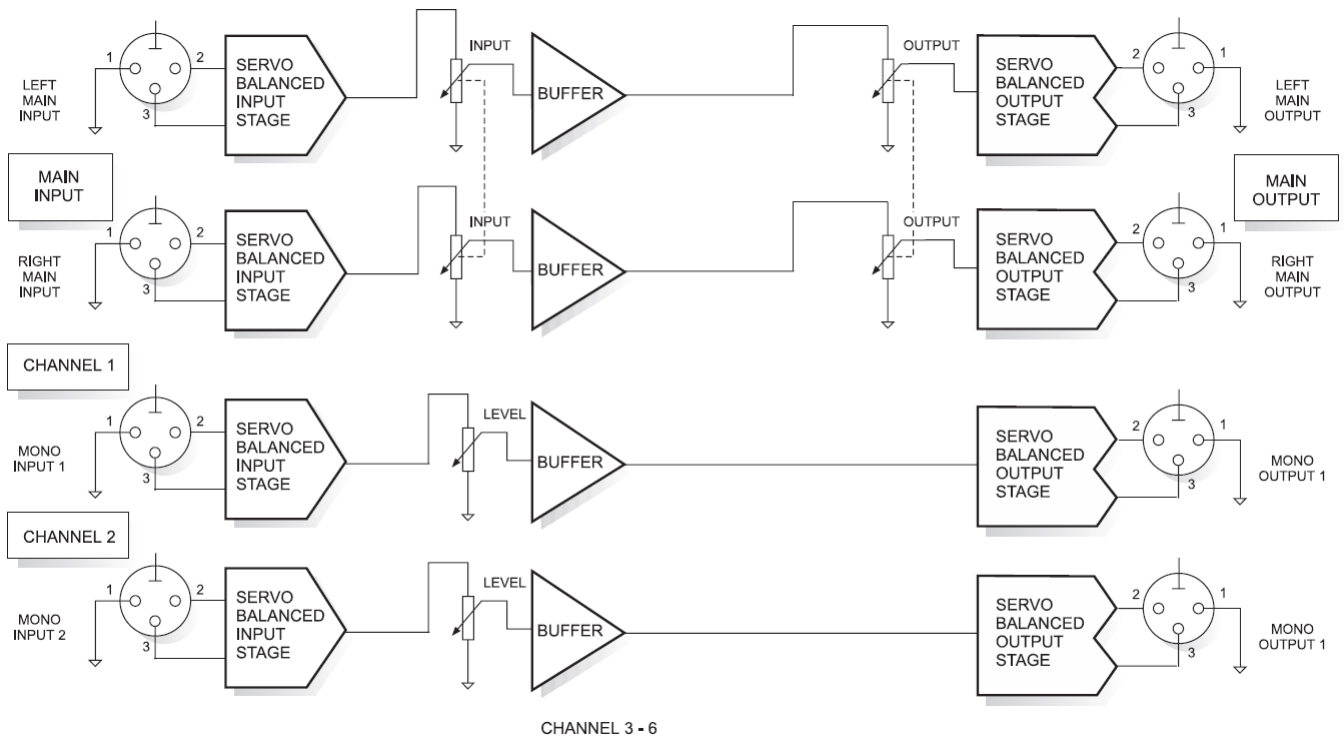 1
2
3
LEFT
MAIN
INPUT
SERVO
BALANCED
INPUT
STAGE
INPUT
BUFFER
OUTPUT
SERVO
BALANCED
OUTPUT
STAGE
2
1
3
LEFT
MAIN
OUTPUT
MAIN
INPUT
MAIN
OUTPUT
1
2
3
RIGHT
MAIN
INPUT
SERVO
BALANCED
INPUT
STAGE
INPUT
BUFFER
OUTPUT
SERVO
BALANCED
OUTPUT
STAGE
2
1
3
RIGHT
MAIN
OUTPUT
CHANNEL 1
1
2
3
MONO
INPUT 1
SERVO
BALANCED
INPUT
STAGE
LEVEL
BUFFER
SERVO
BALANCED
OUTPUT
STAGE
2
1
3
MONO
OUTPUT 1
CHANNEL 2
1
2
3
MONO
INPUT 2
SERVO
BALANCED
INPUT
STAGE
LEVEL
BUFFER
SERVO
BALANCED
OUTPUT
STAGE
2
1
3
MONO
OUTPUT 1
CHANNEL 3 - 6